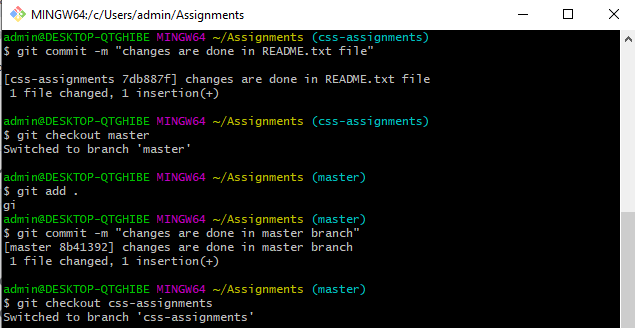 MINGW64:/c/Users/admin/Assignments
admin@DESKTOP-QTGHIBE MINGW64 ~/Assignments (css-assignments)
$ git commit -m "changes are done in README.txt file"
[css-assignments 7db887f] changes are done in README.txt file
1 file changed, 1 insertion(+)
admin@DESKTOP-QTGHIBE MINGW64 ~/Assignments (css-assignments)
$ git checkout master
Switched to branch 'master'
admin@DESKTOP-QTGHIBE MINGW64 ~/Assignments (master)
$ git add .
gi
admin@DESKTOP-QTGHIBE MINGW64 ~/Assignments (master)
$ git commit -m "changes are done in master branch"
[master 8b41392] changes are done in master branch
1 file changed, 1 insertion(+)
admin@DESKTOP-QTGHIBE MINGW64 ~/Assignments (master)
$ git checkout css-assignments
Switched to branch 'css-assignments'